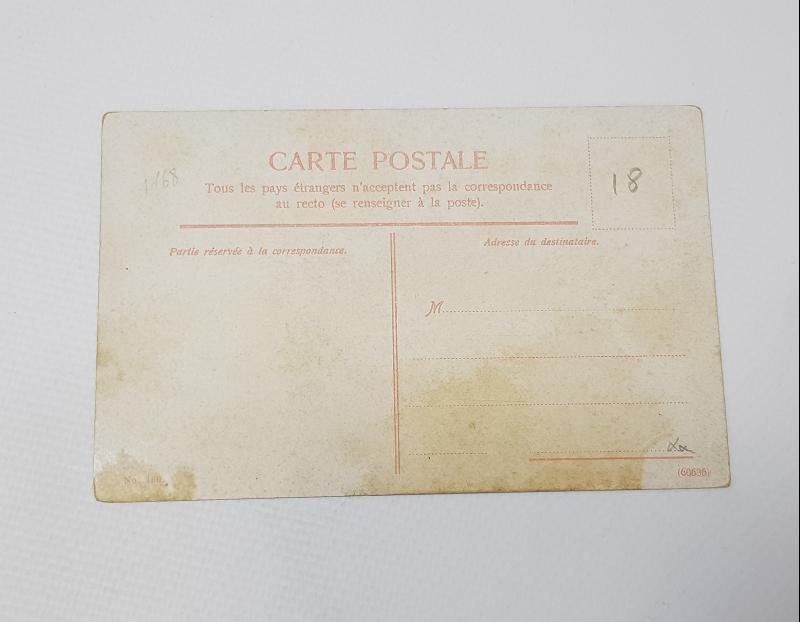 CARTE POSTALE
Tous les pays étrangers n'acceptent pas la correspondance
au recto (se renseigner à la poste).
1168
18
Partie réservée à la correspondance.
Adresse du destinataire.
M
No.
(60636)